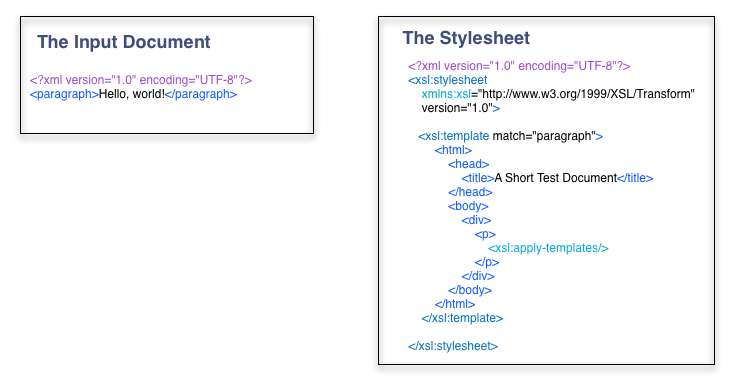 The Input Document
<?xml version="1.0" encoding="UTF-8"?>
<paragraph>Hello, world!</paragraph>
The Stylesheet
<?xml version="1.0" encoding="UTF-8"?>
<xsl:stylesheet
xmlns:xsl="http://www.w3.org/1999/XSL/Transform"
version="1.0">
<xsl:template match="paragraph">
<html>
<head>
<title>A Short Test Document</title>
</head>
<body>
<div>
<p>
<xsl:apply-templates/>
</p>
</div>
</body>
</html>
</xsl:template>
</xsl:stylesheet>